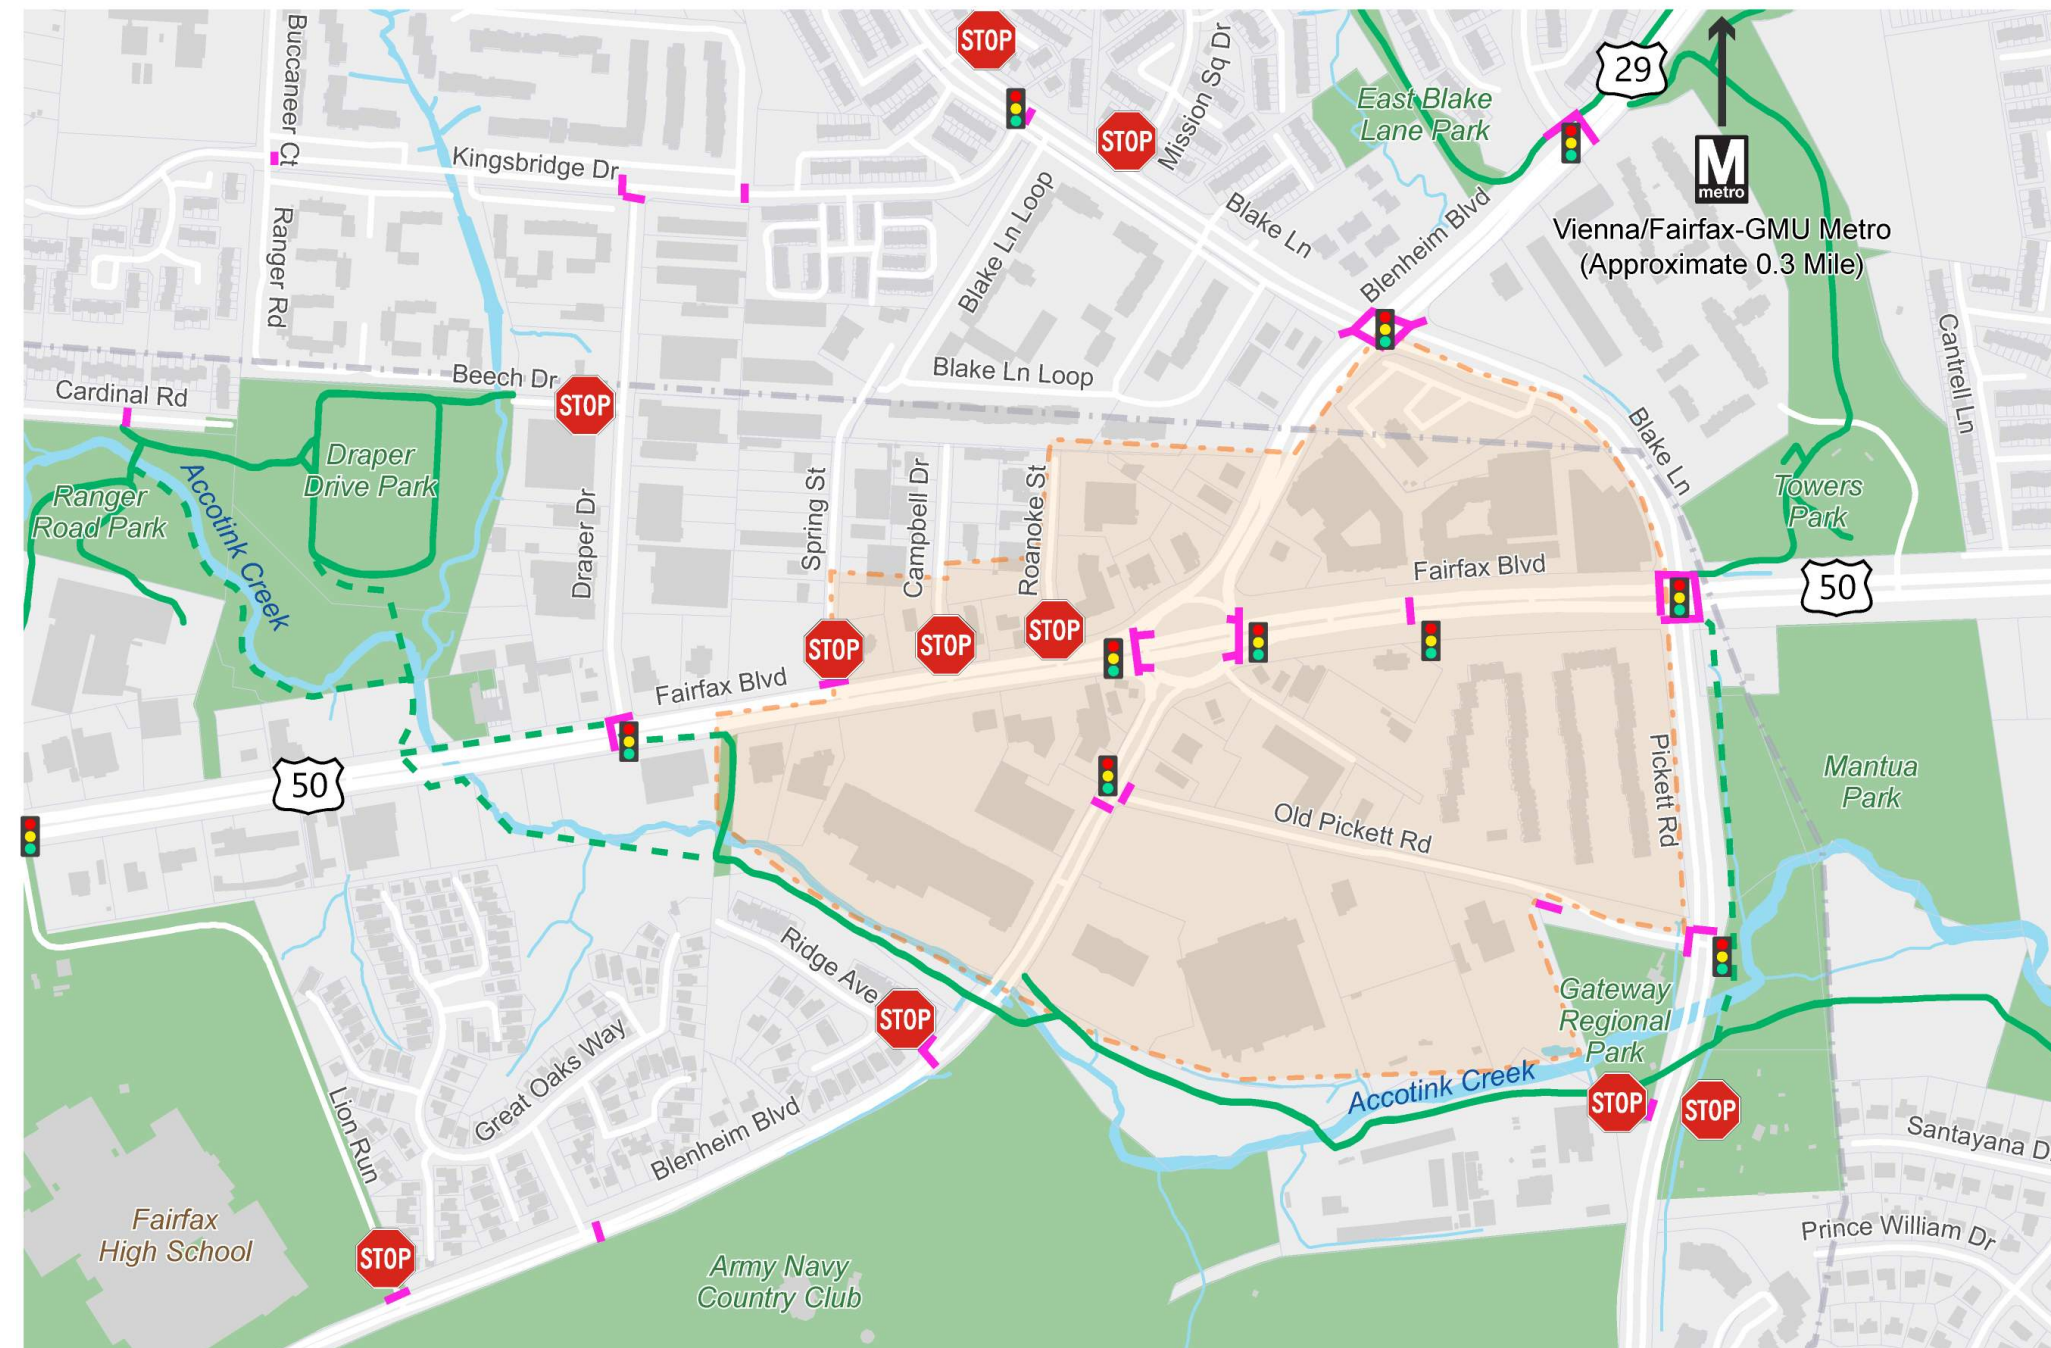 STOP
Buccaneer Ct
Mission Sq Dr
29
East Blake
Lane Park
STOP
Kingsbridge Dr
M
metro
Vienna/Fairfax-GMU Metro
(Approximate 0.3 Mile)
Ranger Rd
Blake Ln Loop
Blake Ln
Blenheim Blvd
Cantrell Ln
Cardinal Rd
Beech Dr
STOP
Blake Ln Loop
Blake Ln
Draper
Drive Park
Accotink Creek
Ranger
Road Park
Draper Dr
Spring St
Campbell Dr
Roanoke St
Towers
Park
Fairfax Blvd
50
STOP
STOP
STOP
Fairfax Blvd
50
Pickett Rd
Mantua
Park
Old Pickett Rd
Ridge Ave
STOP
Gateway
Regional
Park
Great Oaks Way
Lion Run
Blenheim Blvd
Accotink Creek
STOP
STOP
Santayana D
Fairfax
High School
STOP
Army Navy
Country Club
Prince William Dr